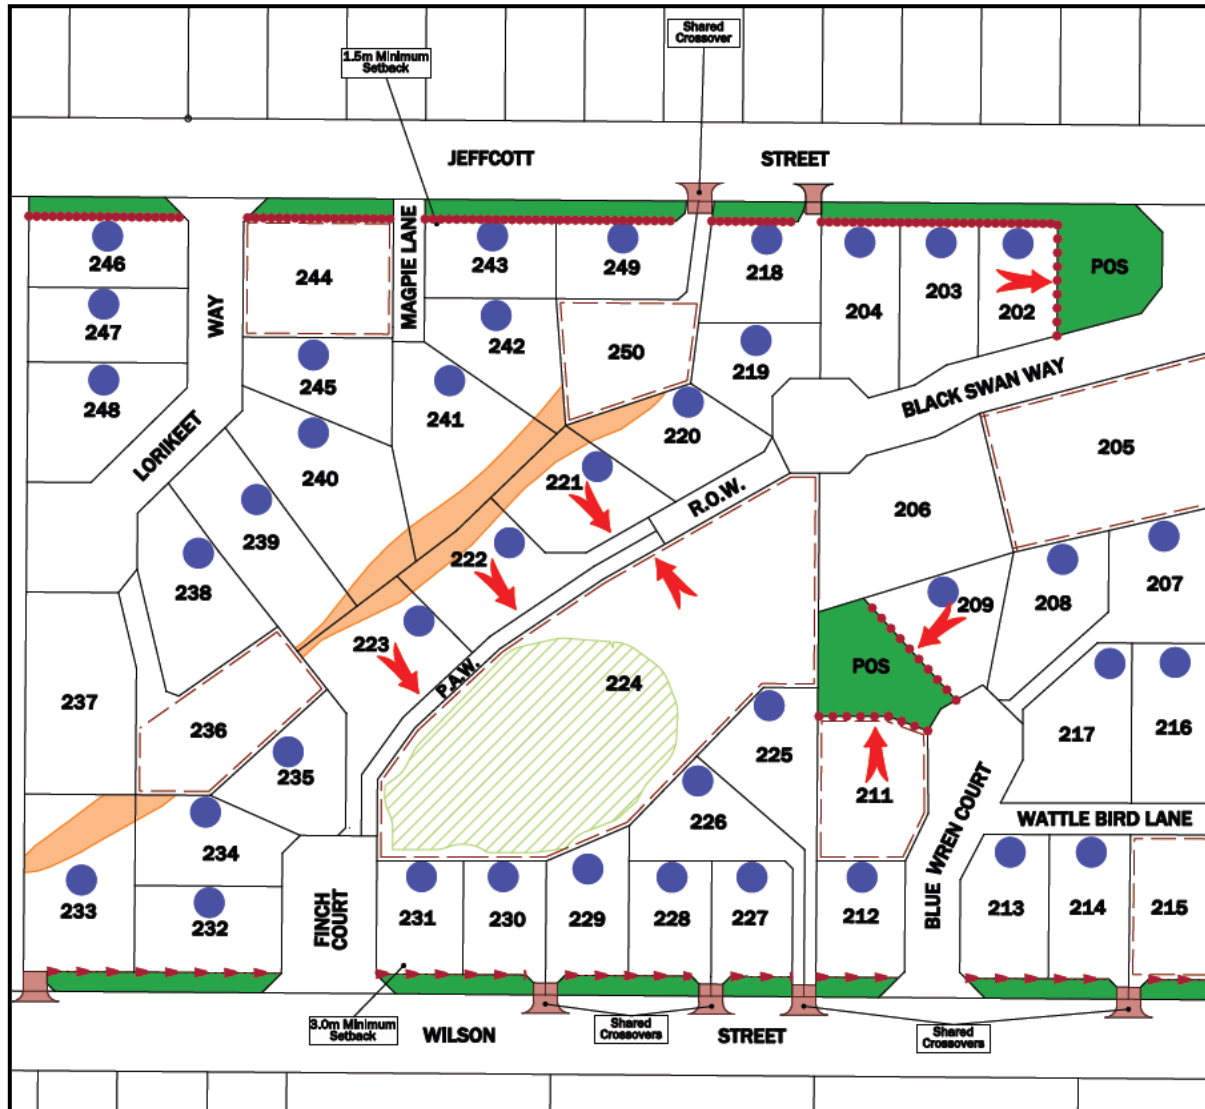 Shared
Crossover
1.5m Minimum
Setback
JEFFCOTT STREET
MAGPIE LANE
WAY
LORIKEET
246
244
243
249
218
204
203
202
POS
247
242
250
219
BLACK SWAN WAY
248
245
241
220
205
240
221
R.O.W.
206
239
222
238
223
P.A.W.
224
209
208
207
POS
237
236
235
225
217
216
211
226
WATTLE BIRD LANE
BLUE WREN COURT
234
233
232
FINCH
COURT
231
230
229
228
227
212
213
214
215
3.0m Minimum
Setback
WILSON STREET
Shared
Crossovers
Shared
Crossovers